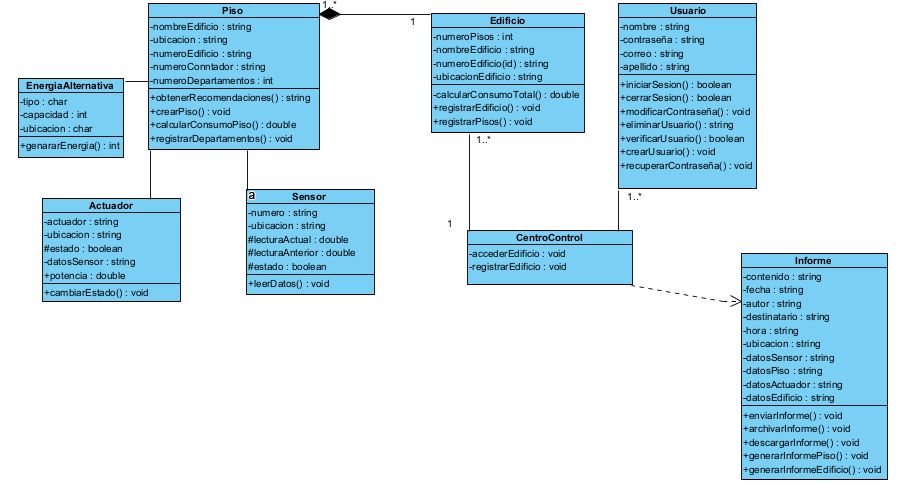 Piso
-nombreEdificio : string
-ubicacion : string
-numeroEdificio : string
-numeroConntador : string
-numeroDepartamentos : int
+obtenerRecomendaciones() : string
+crearPiso() : void
+calcularConsumoPiso() : double
+registrarDepartamentos() : void
1..*
1
Edificio
-numeroPisos : int
-nombreEdificio : string
-numeroEdificio(id) : string
-ubicacionEdificio : string
-calcularConsumoTotal() : double
+registrarEdificio() : void
+registrarPisos() : void
Usuario
-nombre : string
-contraseña : string
-correo : string
-apellido : string
+iniciarSesion() : boolean
+cerrarSesion() : boolean
+modificarContraseña() : void
+eliminarUsuario() : string
+verificarUsuario() : boolean
+crearUsuario() : void
+recuperarContraseña() : void
EnergiaAlternativa
-tipo : char
-capacidad : int
-ubicacion : char
+genararEnergia() : int
1..*
1
1..*
Actuador
-actuador : string
-ubicacion : string
#estado : boolean
-datosSensor : string
+potencia : double
+cambiarEstado() : void
a
Sensor
-numero : string
-ubicacion : string
#lecturaActual : double
#lecturaAnterior : double
#estado : boolean
+leerDatos() : void
CentroControl
-accederEdificio : void
-registrarEdificio : void
Informe
-contenido : string
-fecha : string
-autor : string
-destinatario : string
-hora : string
-ubicacion : string
-datosSensor : string
-datosPiso : string
-datosActuador : string
-datosEdificio : string
+enviarInforme() : void
+archivarInforme() : void
+descargarInforme() : void
+generarInformePiso() : void
+generarInformeEdificio() : void